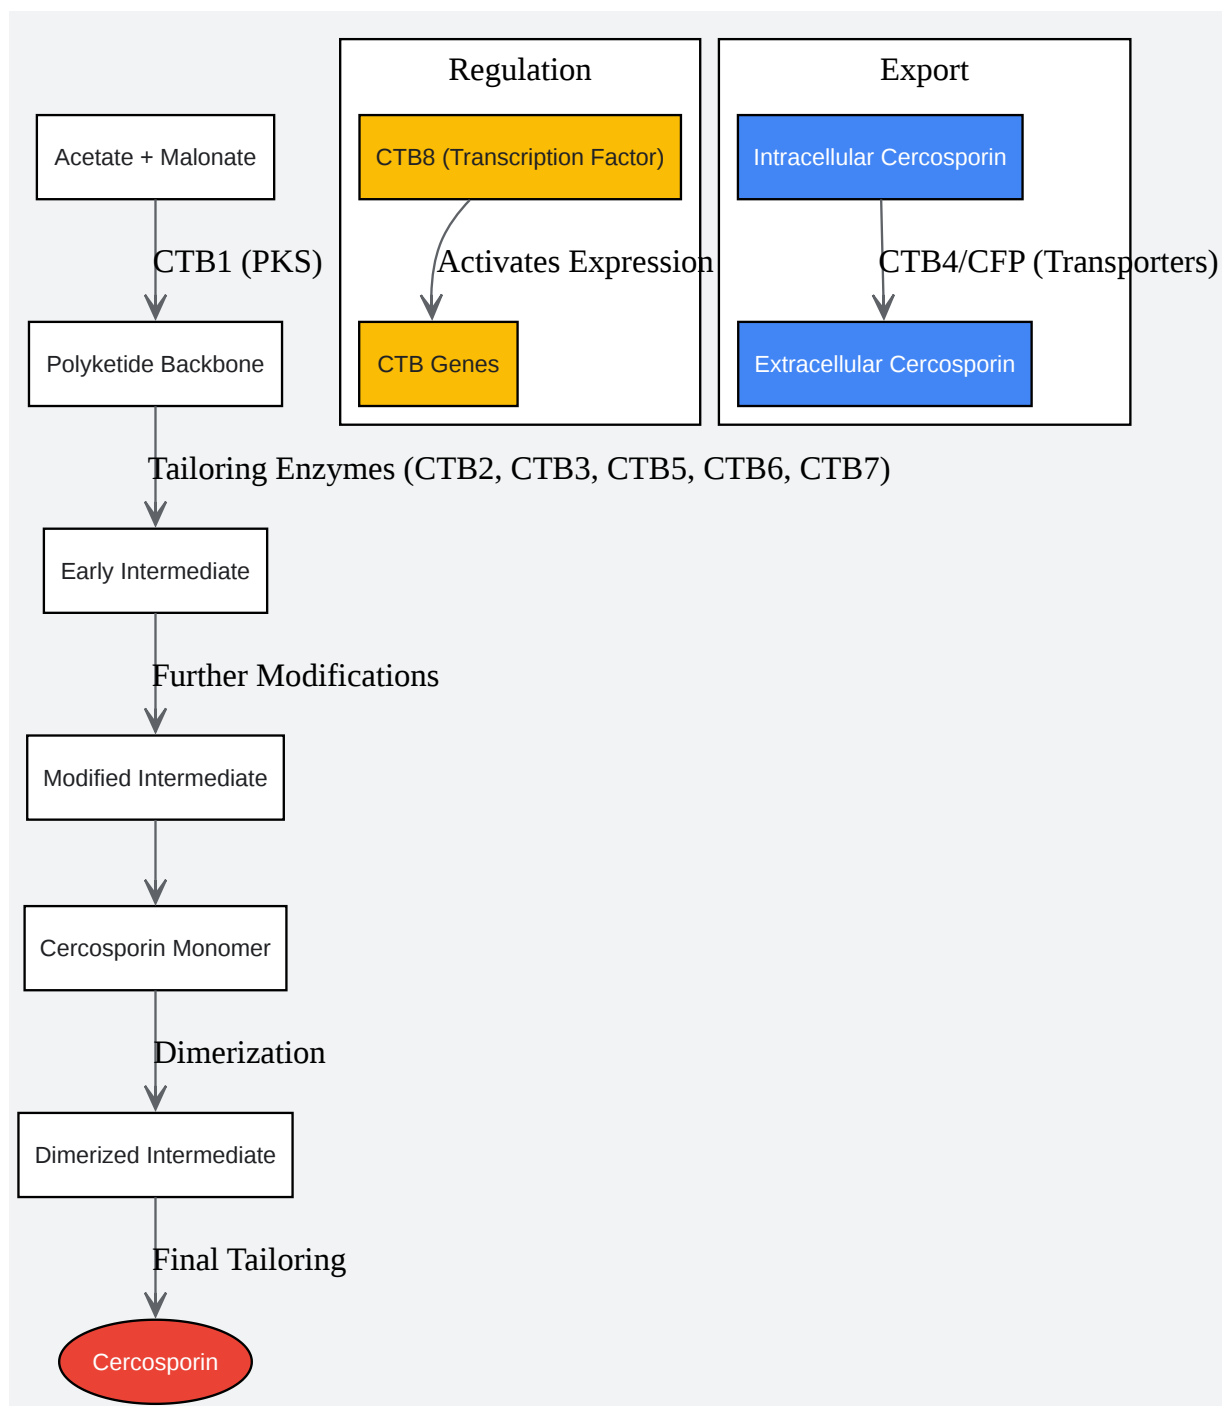 Regulation
Export
Acetate + Malonate
CTB8 (Transcription Factor)
Intracellular Cercosporin
CTB1 (PKS)
Activates Expression
CTB4/CFP (Transporters)
Polyketide Backbone
CTB Genes
Extracellular Cercosporin
Tailoring Enzymes (CTB2, CTB3, CTB5, CTB6, CTB7)
Early Intermediate
Further Modifications
Modified Intermediate
Cercosporin Monomer
Dimerization
Dimerized Intermediate
Final Tailoring
Cercosporin